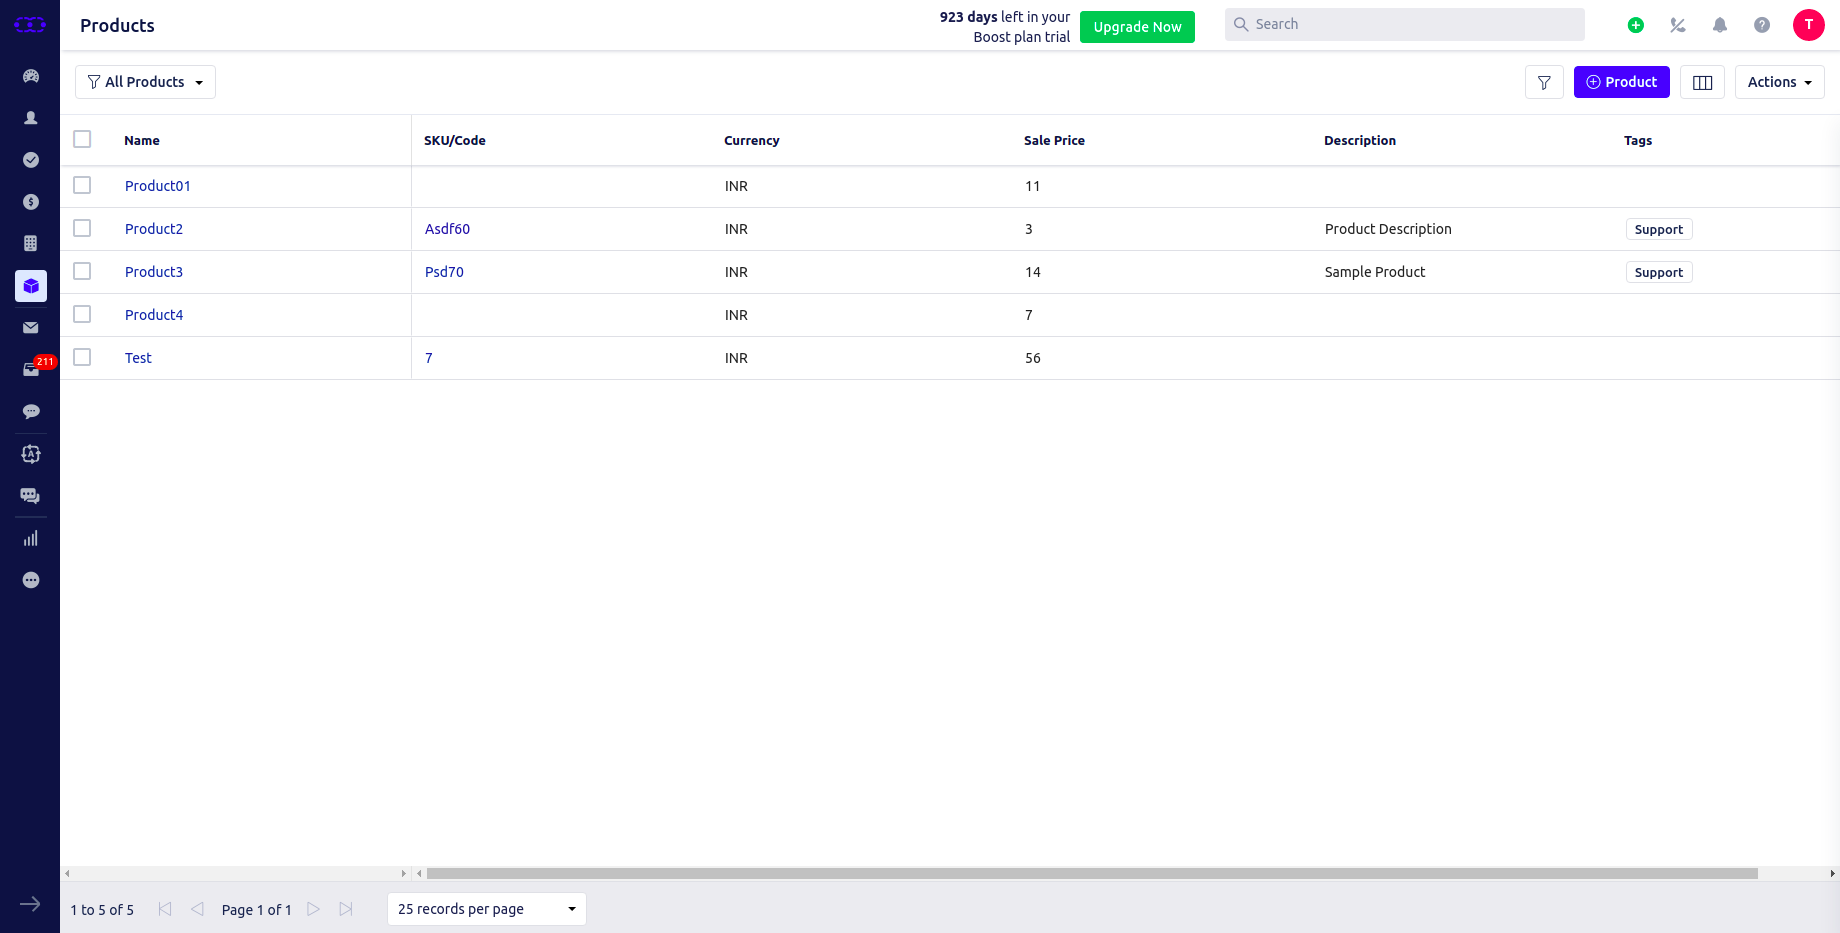 Products
923 days left in your
Boost plan trial
Upgrade Now
Search
T
All Products
Product
Actions
Name SKU/Code Currency Sale Price Description Tags
Product01 INR 11
Product2 Asdf60 INR 3 Product Description Support
Product3 Psd70 INR 14 Sample Product Support
Product4 INR 7
Test 7 INR 56
211
1 to 5 of 5 Page 1 of 1 25 records per page